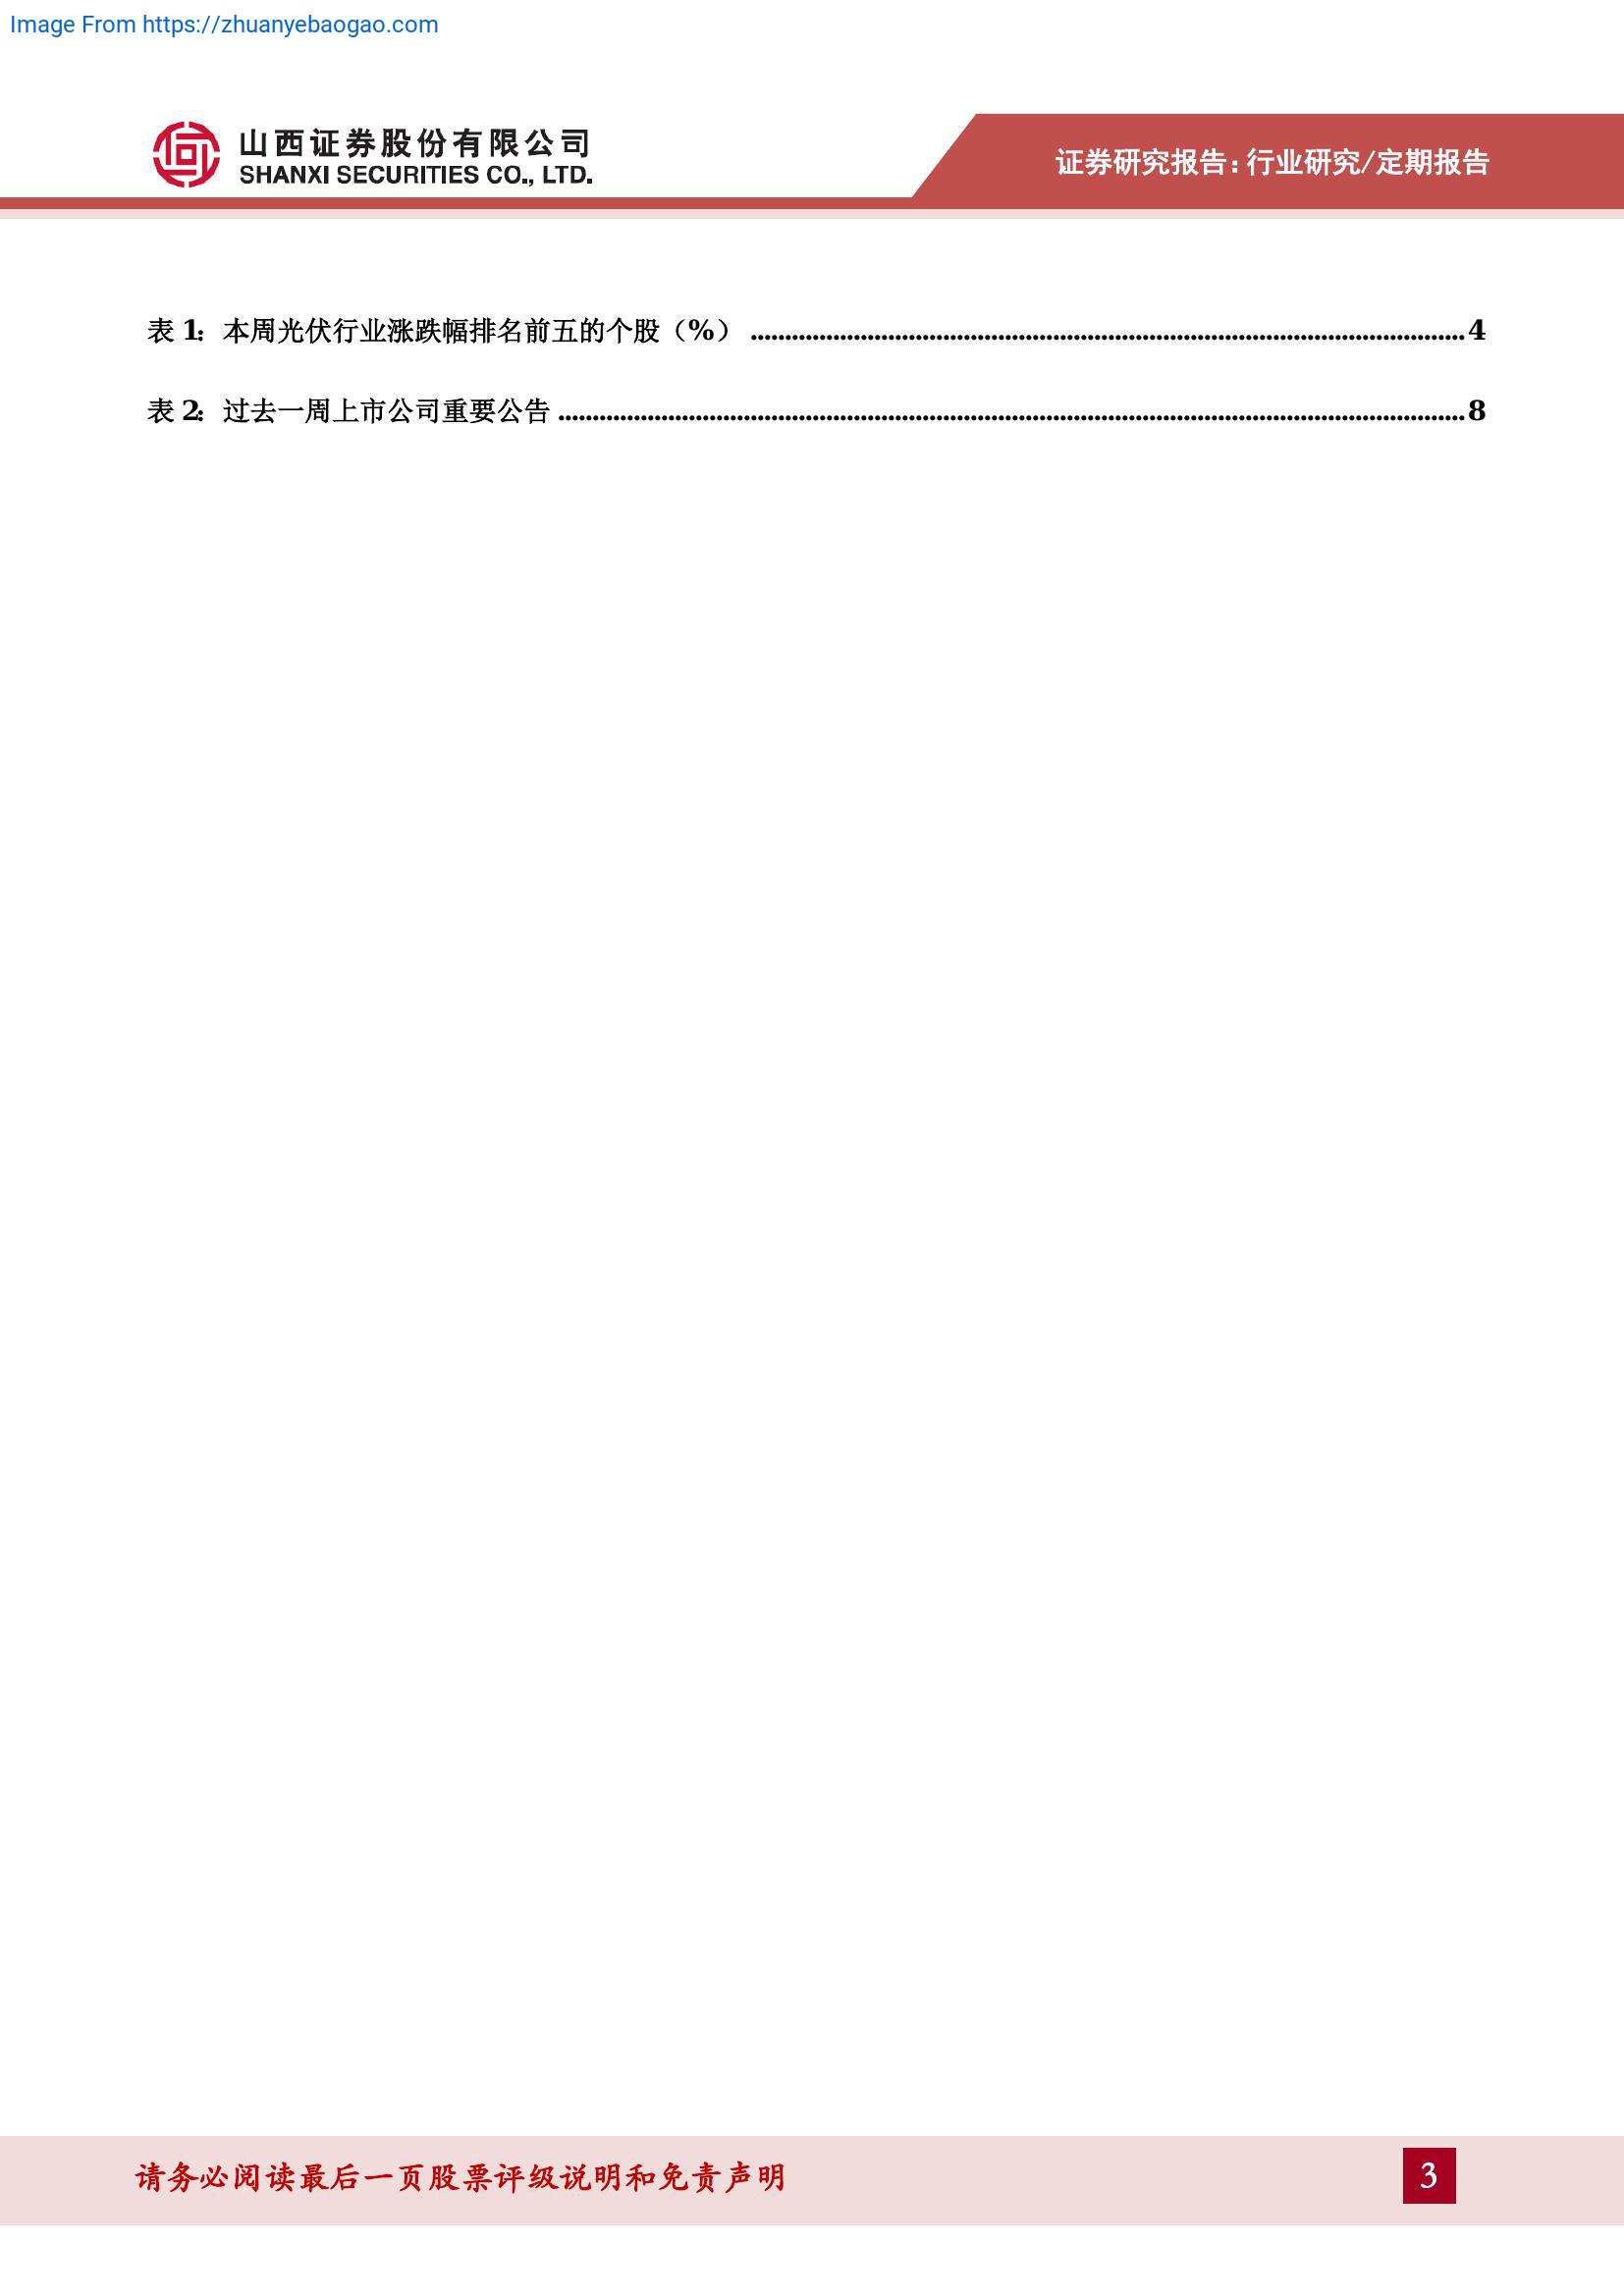 Image From https://zhuanyebaogao.com
山西证券股份有限公司
SHANXI SECURITIES CO., LTD.
证券研究报告：行业研究/定期报告
表 1： 本周光伏行业涨跌幅排名前五的个股（%）........................................................................................................4
表 2： 过去一周上市公司重要公告....................................................................................................................................8
请务必阅读最后一页股票评级说明和免责声明
3